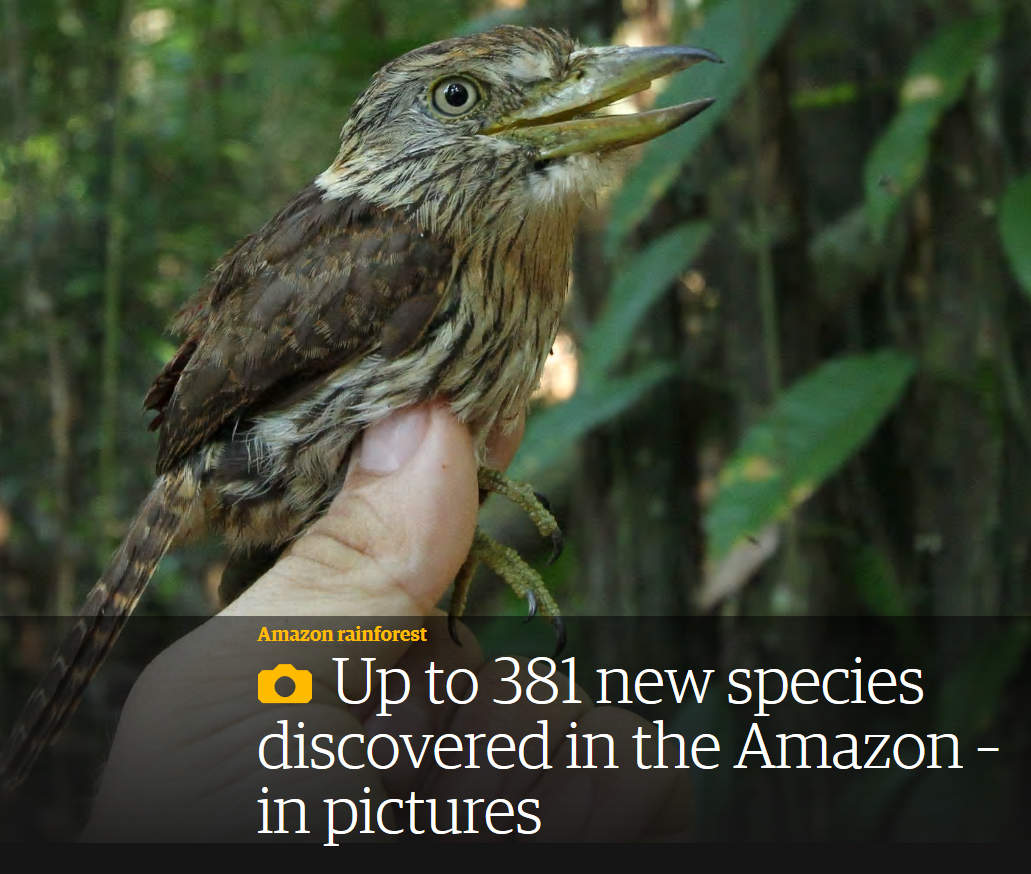 Amazon rainforest
Up to 381 new species
discovered in the Amazon –
in pictures